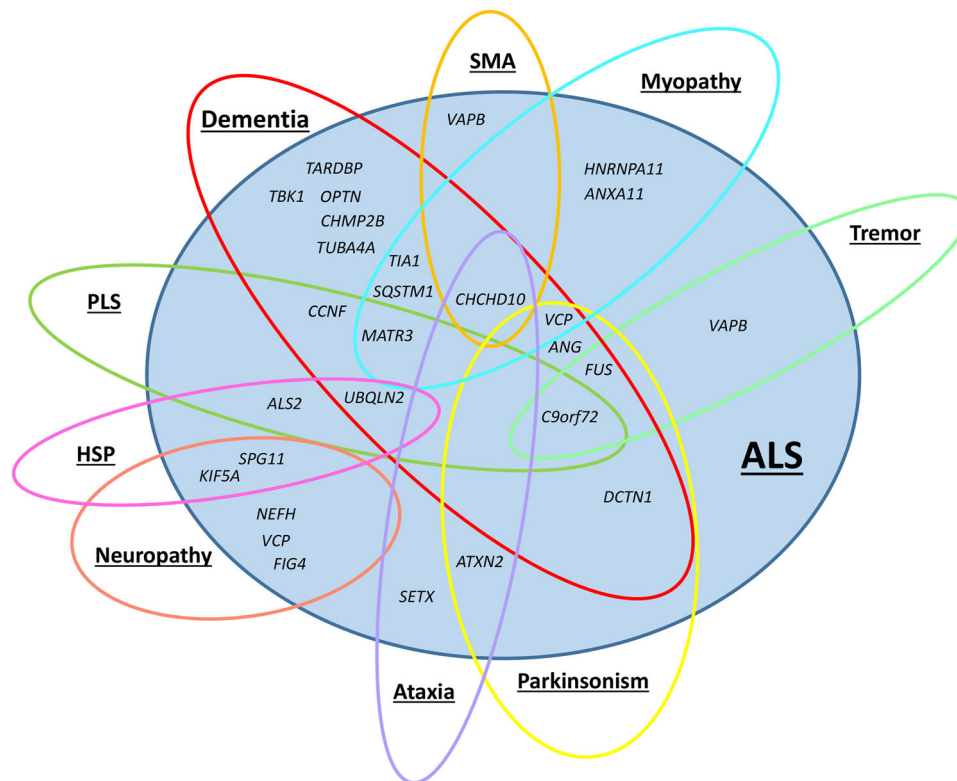 SMA
Myopathy
Dementia
VAPB
TARDBP
HNRNPA11
TBK1 OPTN
ANXA11
CHMP2B
Tremor
TUBA4A
TIA1
SQSTM1
CHCHD10
PLS
CCNF
VCP
VAPB
MATR3
ANG
FUS
UBQLN2
ALS2
C9orf72
HSP
SPG11
ALS
KIF5A
DCTN1
NEFH
VCP
Neuropathy
FIG4
ATXN2
SETX
Parkinsonism
Ataxia